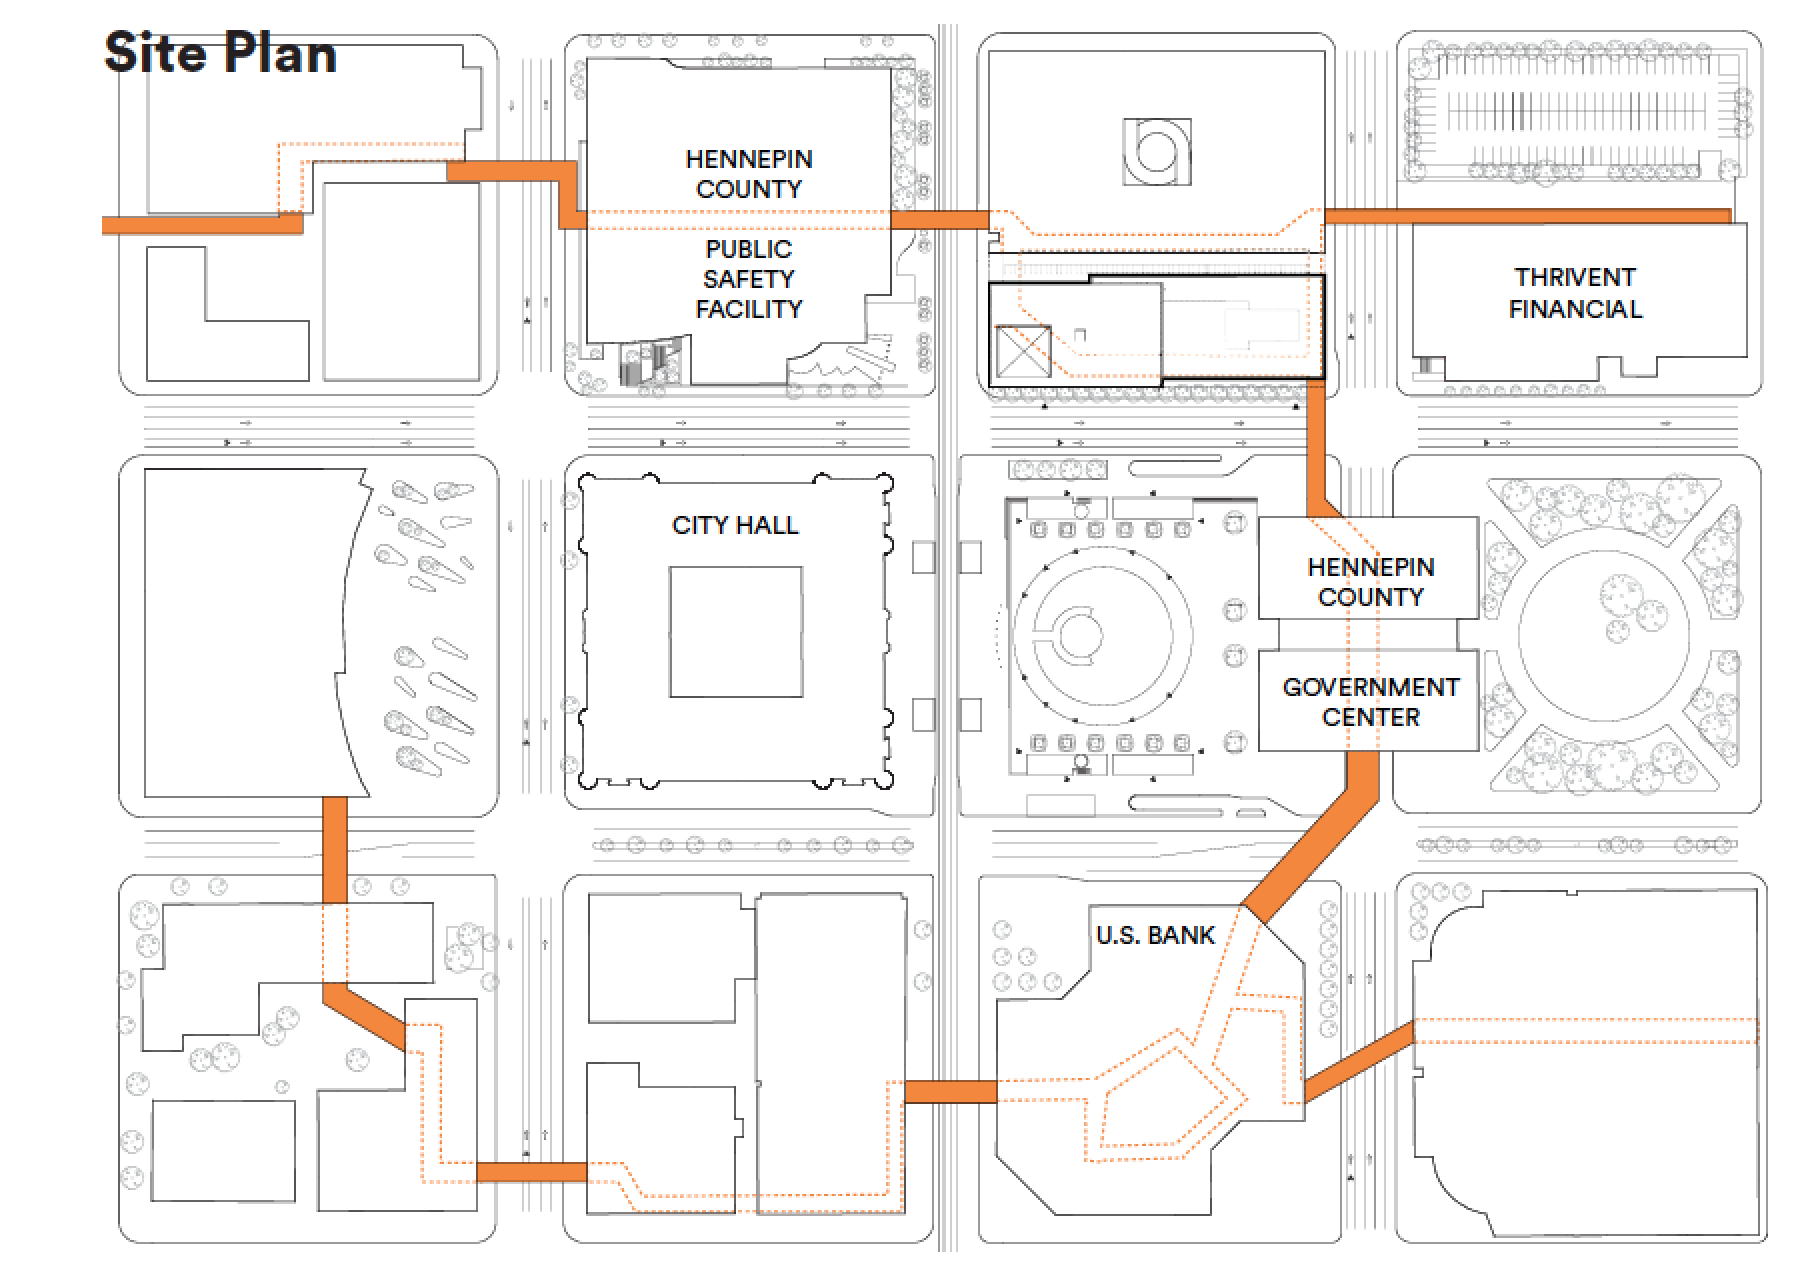 Site Plan
HENNEPIN
COUNTY
PUBLIC
SAFETY
FACILITY
THRIVENT
FINANCIAL
CITY HALL
HENNEPIN
COUNTY
GOVERNMENT
CENTER
U.S. BANK